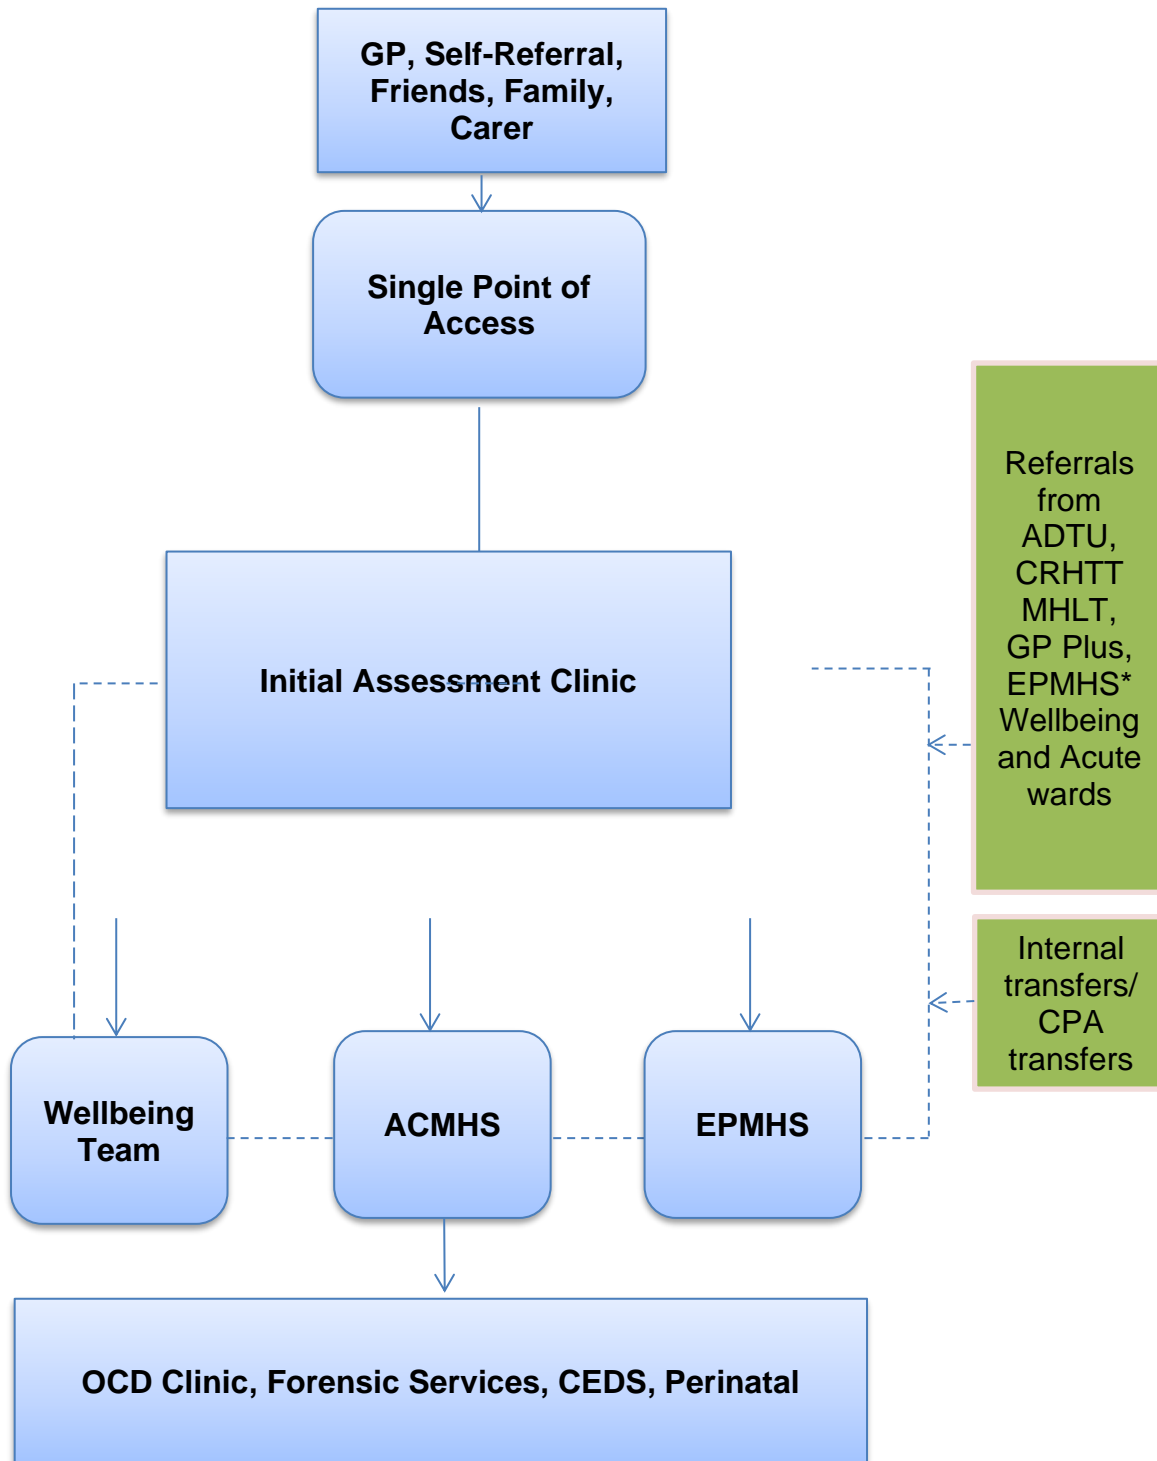 GP, Self-Referral,
Friends, Family,
Carer
Single Point of
Access
Initial Assessment Clinic
Referrals
from
ADTU,
CRHTT
MHLT,
GP Plus,
EPMHS*
Wellbeing
and Acute
wards
Internal
transfers/
CPA
transfers
Wellbeing
Team
ACMHS
EPMHS
OCD Clinic, Forensic Services, CEDS, Perinatal